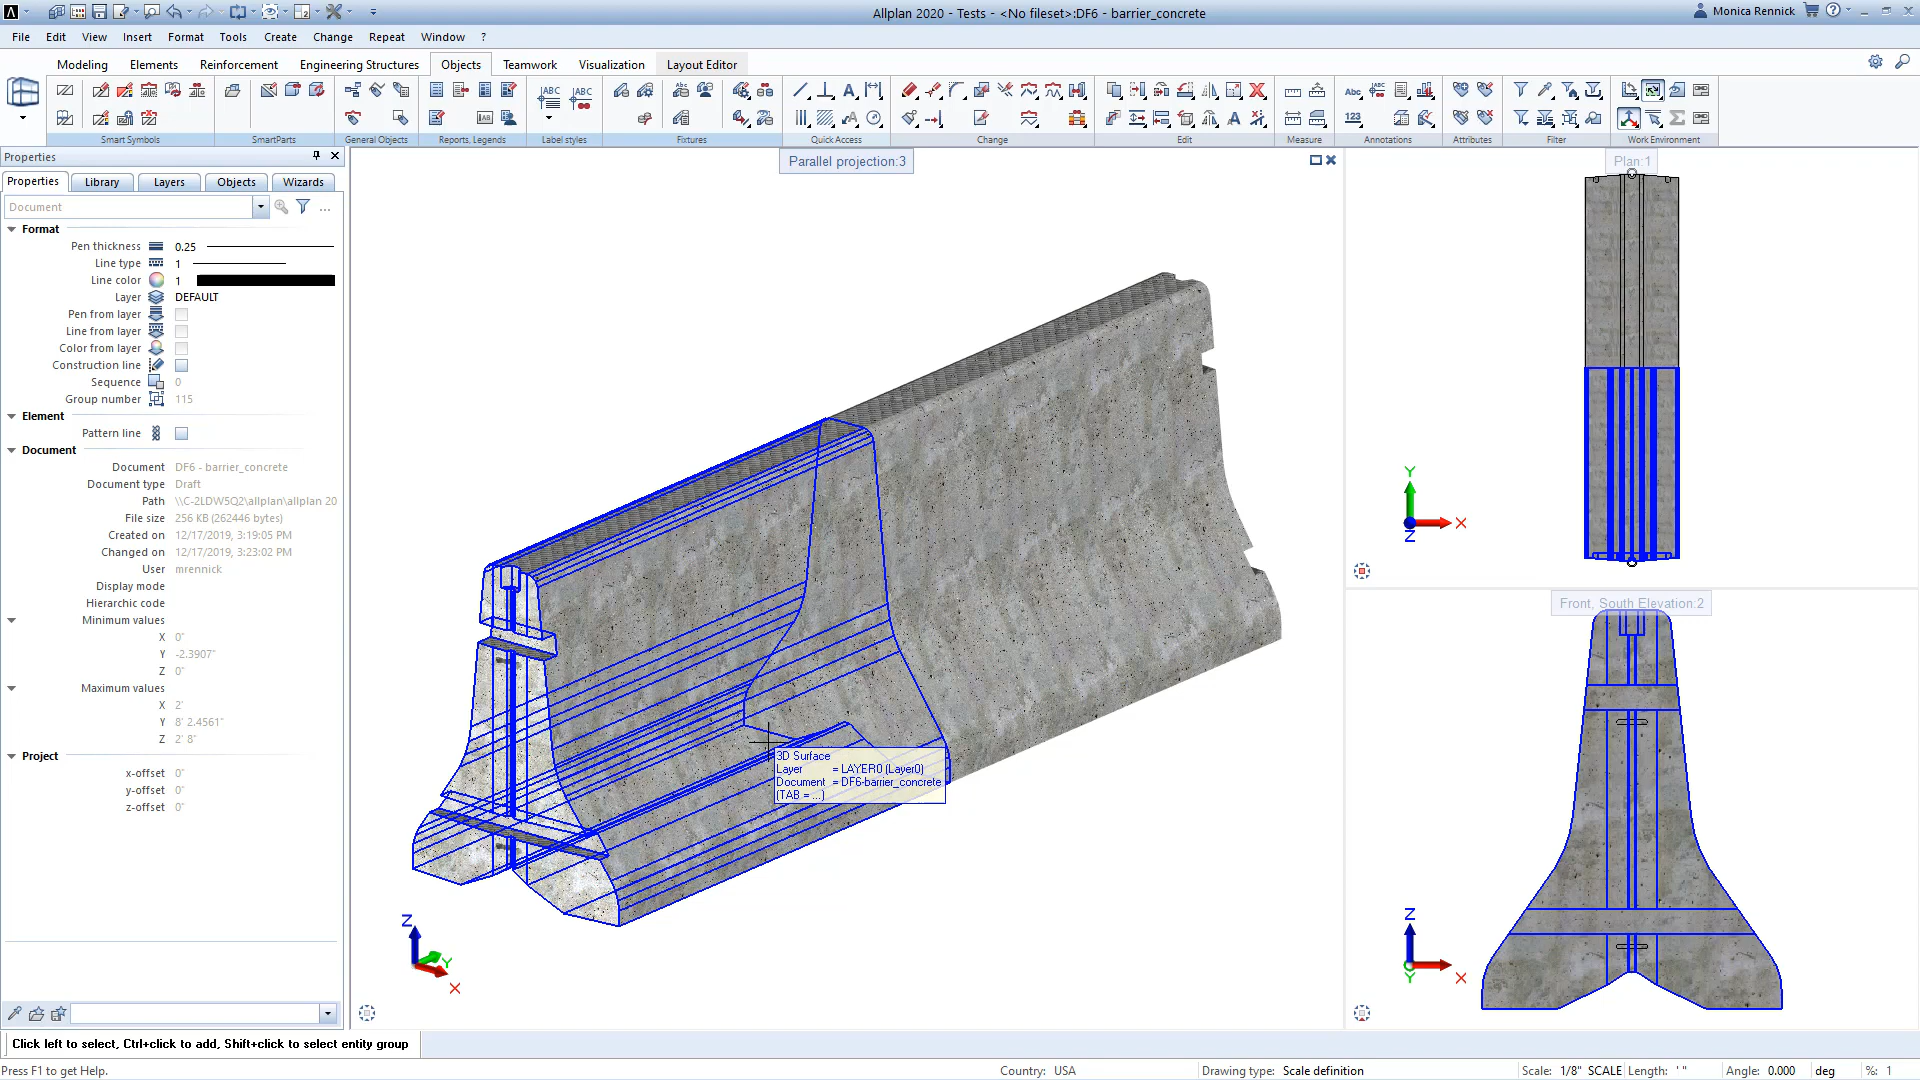 Allplan 2020 - Tests - <No fileset>:DF6 - barrier_concrete
Monica Rennick
File Edit View Insert Format Tools Create Change Repeat Window ?
Modeling Elements Reinforcement Engineering Structures Objects Teamwork Visualization Layout Editor
Smart Symbols SmartParts General Objects Reports, Legends Label styles Fixtures Quick Access Change Edit Measure Annotations Attributes Filter Work Environment
Properties
Properties Library Layers Objects Wizards
Document
Format
Pen thickness 0.25
Line type 1
Line color 1
Layer DEFAULT
Pen from layer
Line from layer
Color from layer
Construction line
Sequence 0
Group number 115
Element
Pattern line
Document
Document DF6 - barrier_concrete
Document type Draft
Path \\C-2LDW5Q2\allplan\allplan 20
File size 256 KB (262446 bytes)
Created on 12/17/2019, 3:19:05 PM
Changed on 12/17/2019, 3:23:02 PM
User mrennick
Display mode
Hierarchic code
Minimum values
X 0"
Y -2.3907"
Z 0"
Maximum values
X 2'
Y 8' 2.4561"
Z 2' 8"
Project
x-offset 0"
y-offset 0"
z-offset 0"
Parallel projection:3
3D Surface
Layer = LAYER0 (Layer0)
Document = DF6-barrier_concrete
(TAB = ...)
Z
Y
X
Plan:1
Y
X
Z
Front, South Elevation:2
Z
X
Y
Click left to select, Ctrl+click to add, Shift+click to select entity group
Press F1 to get Help.
Country: USA
Drawing type: Scale definition
Scale: 1/8" SCALE
Length: ' "
Angle: 0.000
deg
%: 1